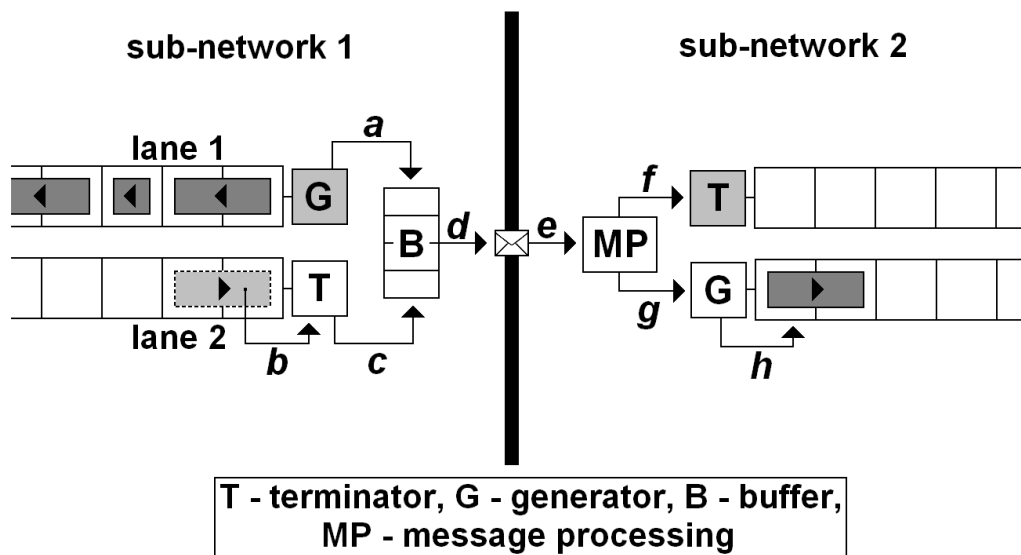 sub-network 1
sub-network 2
lane 1
a
G
B
d
e
MP
f
T
lane 2
b
T
c
g
G
h
T - terminator, G - generator, B - buffer,
MP - message processing